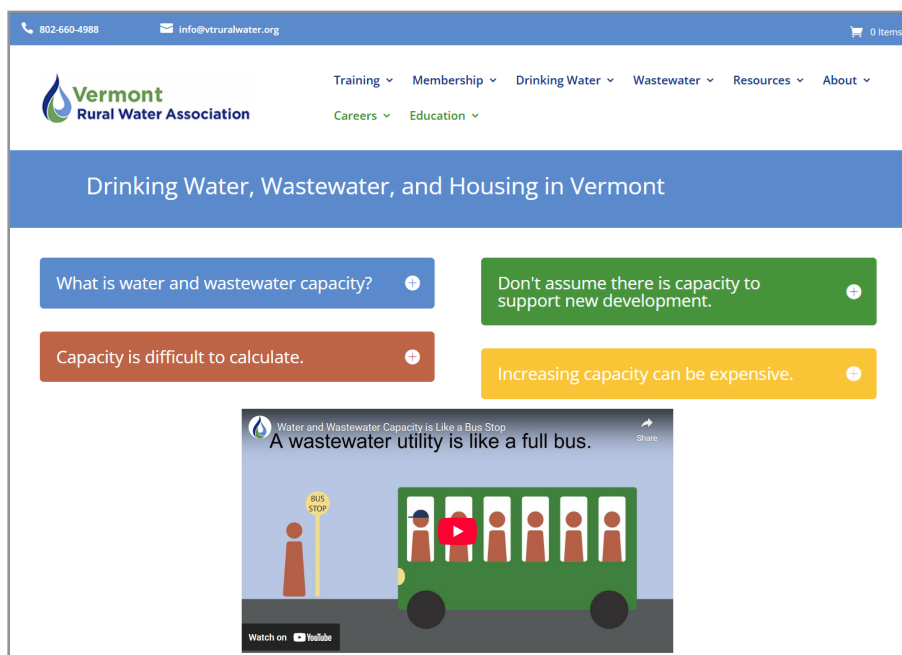 802-660-4988
info@vtruralwater.org
0 Items
Vermont
Rural Water Association
Training
Membership
Drinking Water
Wastewater
Resources
About
Careers
Education
Drinking Water, Wastewater, and Housing in Vermont
What is water and wastewater capacity?
Don't assume there is capacity to
support new development.
Capacity is difficult to calculate.
Increasing capacity can be expensive.
Water and Wastewater Capacity is Like a Bus Stop
Share
A wastewater utility is like a full bus.
BUS
STOP
Watch on YouTube